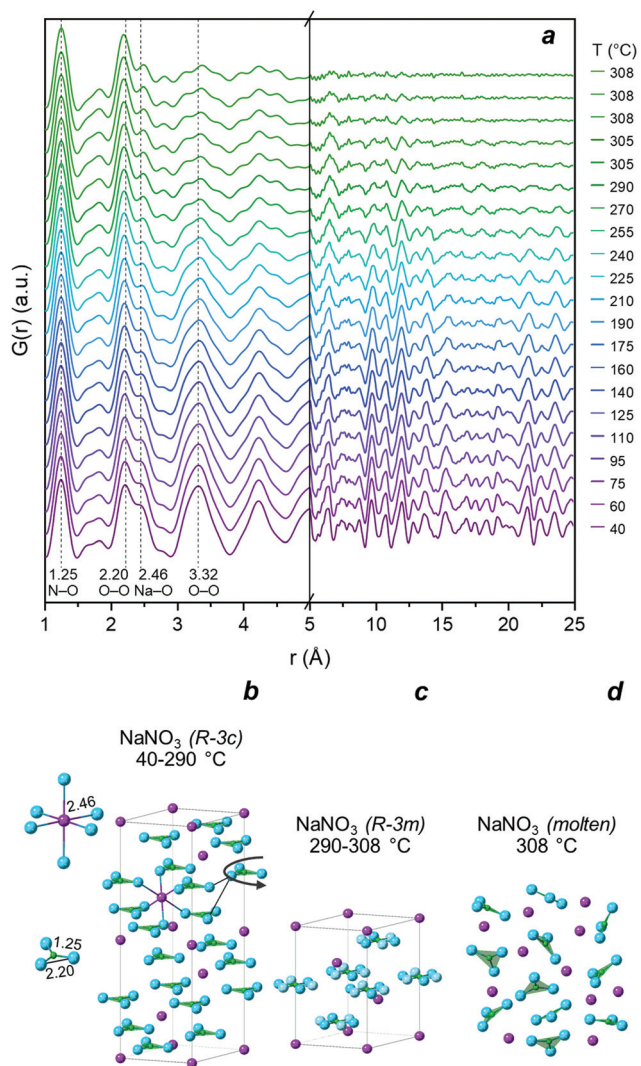 a
T (°C)
308
308
308
305
305
290
270
255
240
225
210
190
175
160
140
125
110
95
75
60
40
G(r) (a.u.)
1.25 2.20 2.46 3.32
N–O O–O Na–O O–O
1 2 3 4 5 10 15 20 25
r (Å)
b c d
NaNO₃ (R-3c)
40-290 °C
2.46
NaNO₃ (R-3m)
290-308 °C
NaNO₃ (molten)
308 °C
1.25
2.20